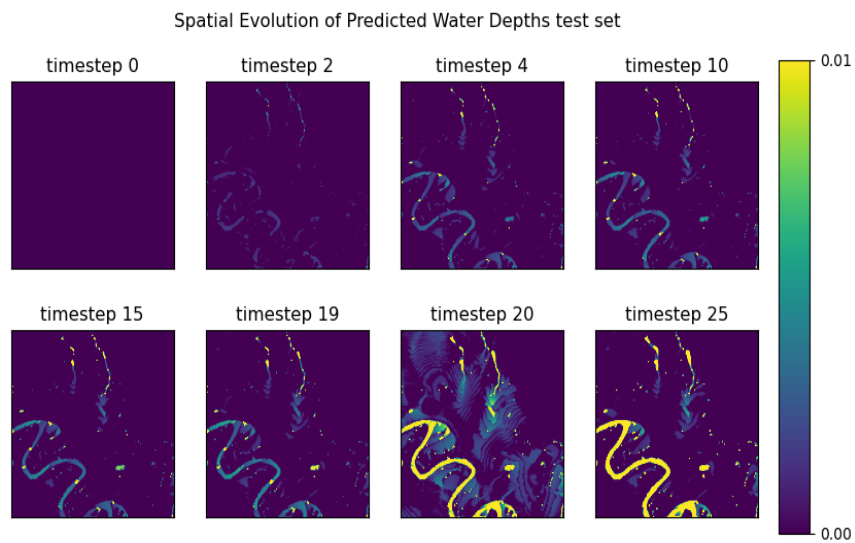 Spatial Evolution of Predicted Water Depths test set
timestep 0
timestep 2
timestep 4
timestep 10
0.01
timestep 15
timestep 19
timestep 20
timestep 25
0.00